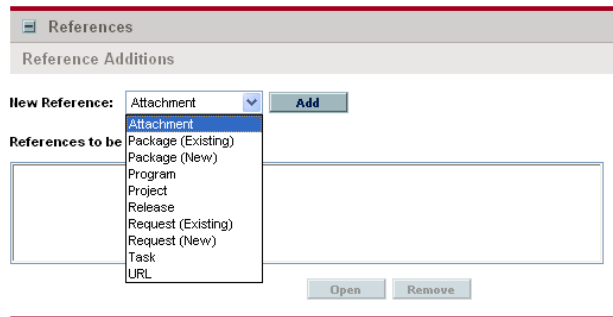 References
Reference Additions
New Reference: Attachment Add
Attachment
References to be
Package (Existing)
Package (New)
Program
Project
Release
Request (Existing)
Request (New)
Task
URL
Open Remove